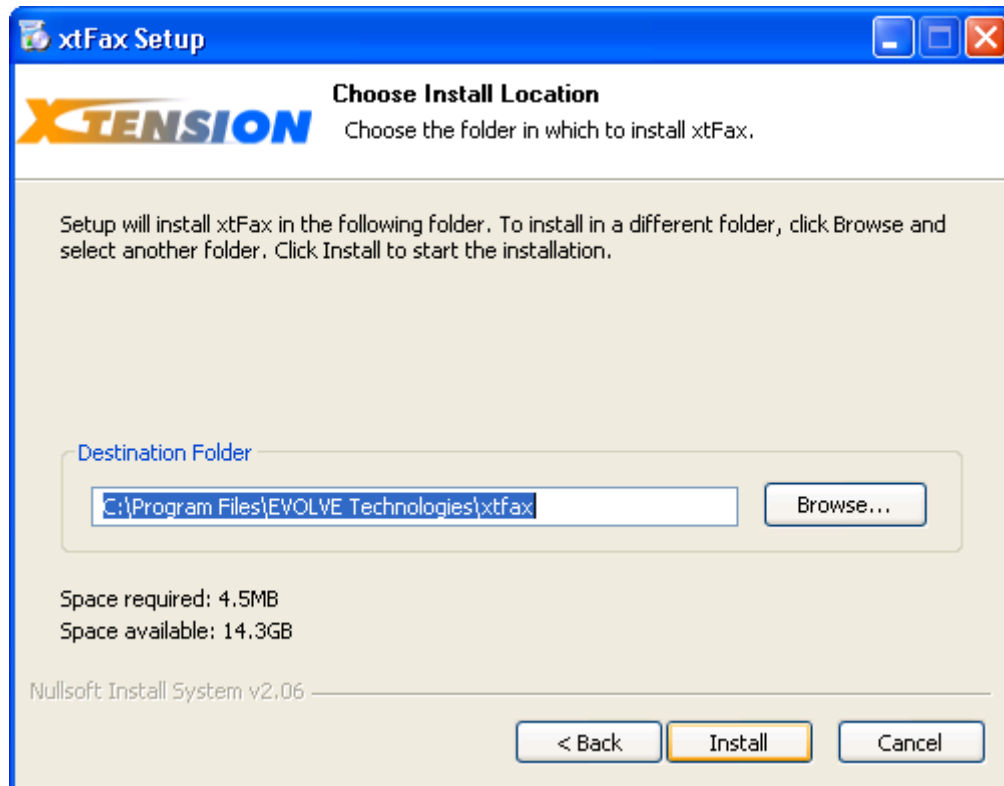 xtFax Setup
XTENSION
Choose Install Location
Choose the folder in which to install xtFax.
Setup will install xtFax in the following folder. To install in a different folder, click Browse and
select another folder. Click Install to start the installation.
Destination Folder
C:\Program Files\EVOLVE Technologies\xtfax
Browse...
Space required: 4.5MB
Space available: 14.3GB
Nullsoft Install System v2.06
< Back
Install
Cancel